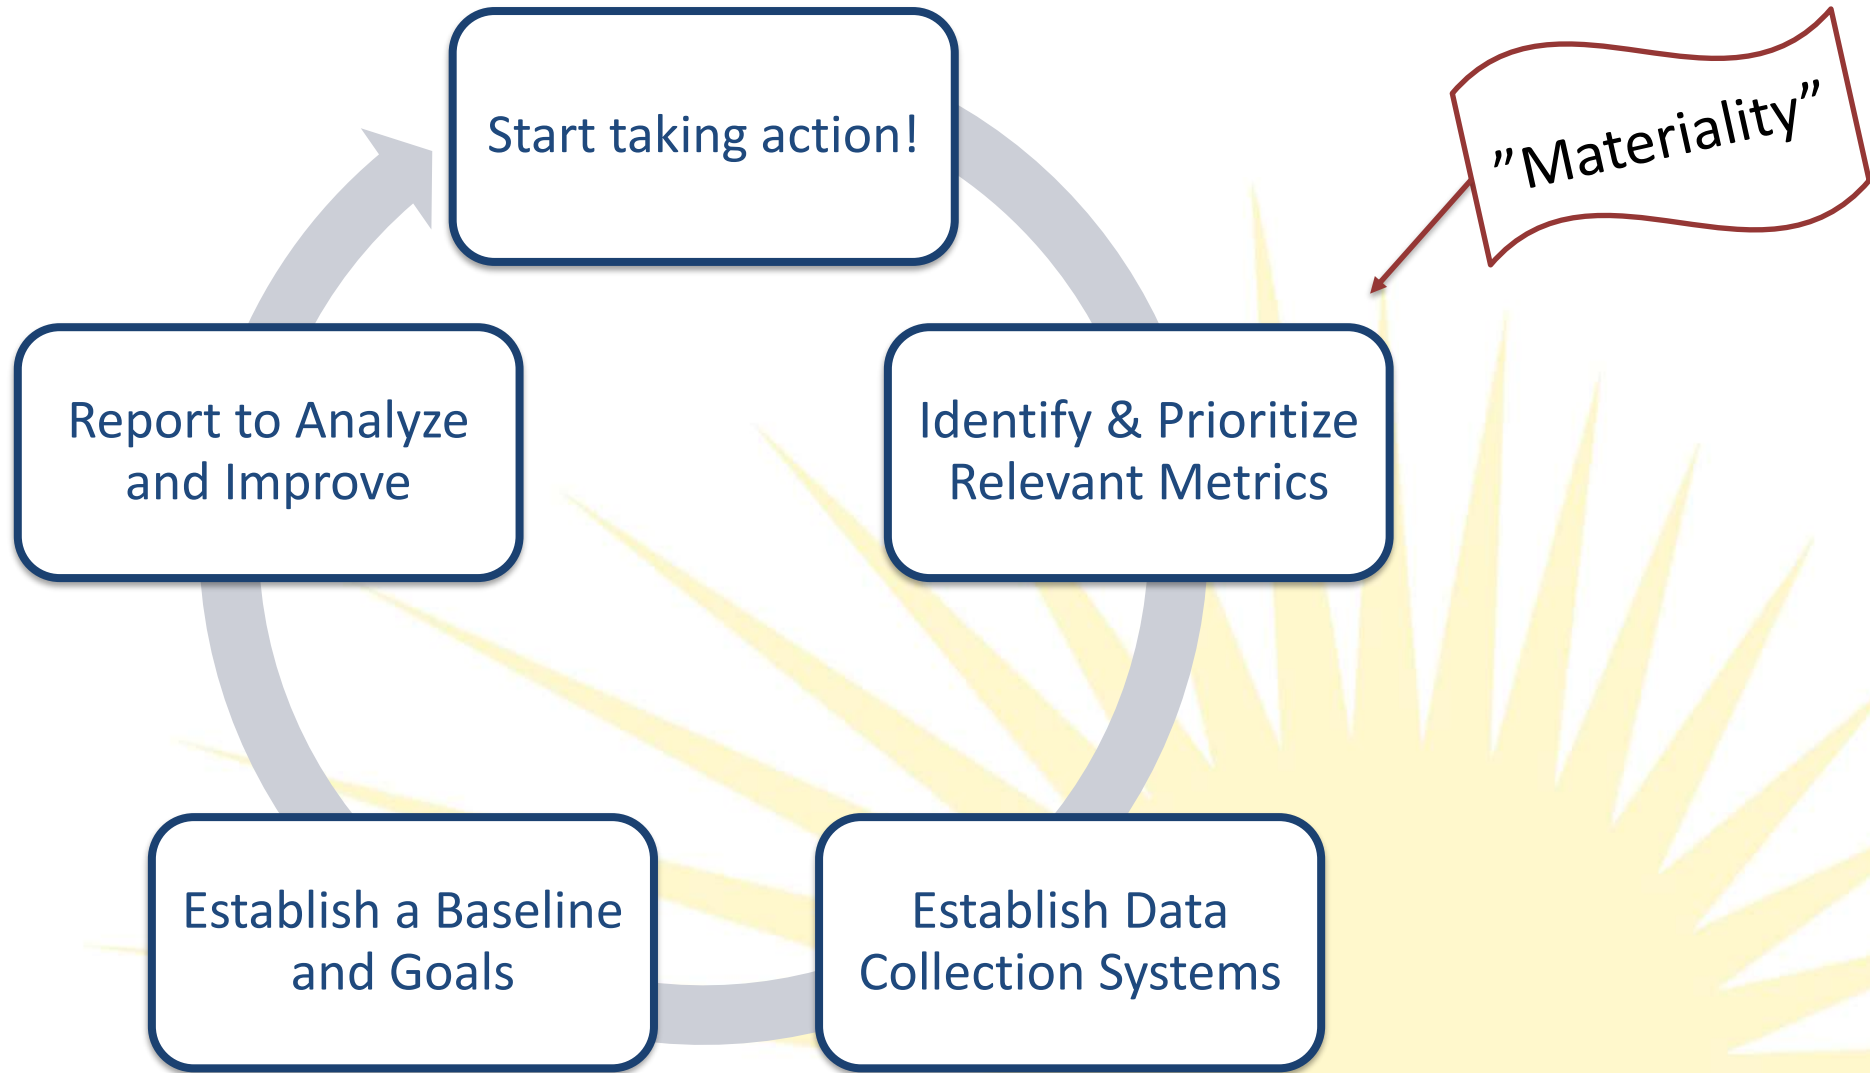 Start taking action!
”Materiality”
Identify & Prioritize
Relevant Metrics
Establish Data
Collection Systems
Establish a Baseline
and Goals
Report to Analyze
and Improve